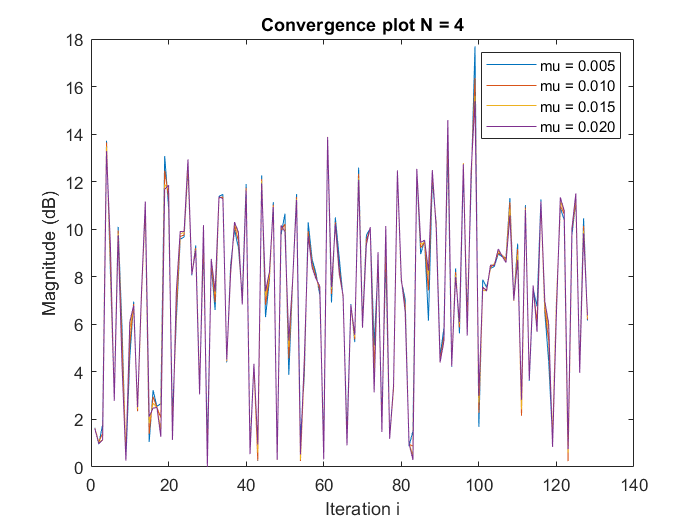 Convergence plot N = 4
18
16
14
12
10
8
6
4
2
0
Magnitude (dB)
mu = 0.005
mu = 0.010
mu = 0.015
mu = 0.020
0 20 40 60 80 100 120 140
Iteration i